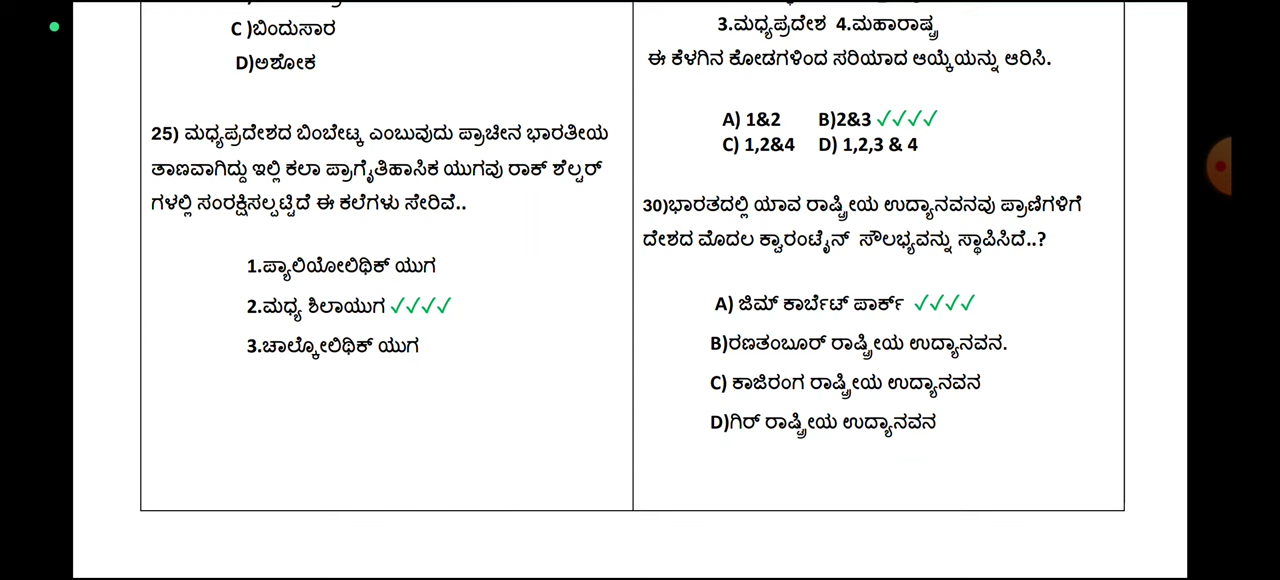 C )ಬಿಂದುಸಾರ
D)ಅಶೋಕ
25) ಮಧ್ಯಪ್ರದೇಶದ ಬಿಂಬೇಟ್ಕ ಎಂಬುವುದು ಪ್ರಾಚೀನ ಭಾರತೀಯ
ತಾಣವಾಗಿದ್ದು ಇಲ್ಲಿ ಕಲಾ ಪ್ರಾಗೈತಿಹಾಸಿಕ ಯುಗವು ರಾಕ್ ಶೆಲ್ಟರ್
ಗಳಲ್ಲಿ ಸಂರಕ್ಷಿಸಲ್ಪಟ್ಟಿದೆ ಈ ಕಲೆಗಳು ಸೇರಿವೆ..
1.ಪ್ಯಾಲಿಯೋಲಿಥಿಕ್ ಯುಗ
2.ಮಧ್ಯ ಶಿಲಾಯುಗ ✓✓✓✓
3.ಚಾಲ್ಕೋಲಿಥಿಕ್ ಯುಗ
3.ಮಧ್ಯಪ್ರದೇಶ 4.ಮಹಾರಾಷ್ಟ್ರ
ಈ ಕೆಳಗಿನ ಕೋಡಗಳಿಂದ ಸರಿಯಾದ ಆಯ್ಕೆಯನ್ನು ಆರಿಸಿ.
A) 1&2 B)2&3 ✓✓✓✓
C) 1,2&4 D) 1,2,3 & 4
30)ಭಾರತದಲ್ಲಿ ಯಾವ ರಾಷ್ಟ್ರೀಯ ಉದ್ಯಾನವನವು ಪ್ರಾಣಿಗಳಿಗೆ
ದೇಶದ ಮೊದಲ ಕ್ವಾರಂಟೈನ್ ಸೌಲಭ್ಯವನ್ನು ಸ್ಥಾಪಿಸಿದೆ..?
A) ಜಿಮ್ ಕಾರ್ಬೆಟ್ ಪಾರ್ಕ್ ✓✓✓✓
B)ರಣತಂಬೂರ್ ರಾಷ್ಟ್ರೀಯ ಉದ್ಯಾನವನ.
C) ಕಾಜಿರಂಗ ರಾಷ್ಟ್ರೀಯ ಉದ್ಯಾನವನ
D)ಗಿರ್ ರಾಷ್ಟ್ರೀಯ ಉದ್ಯಾನವನ